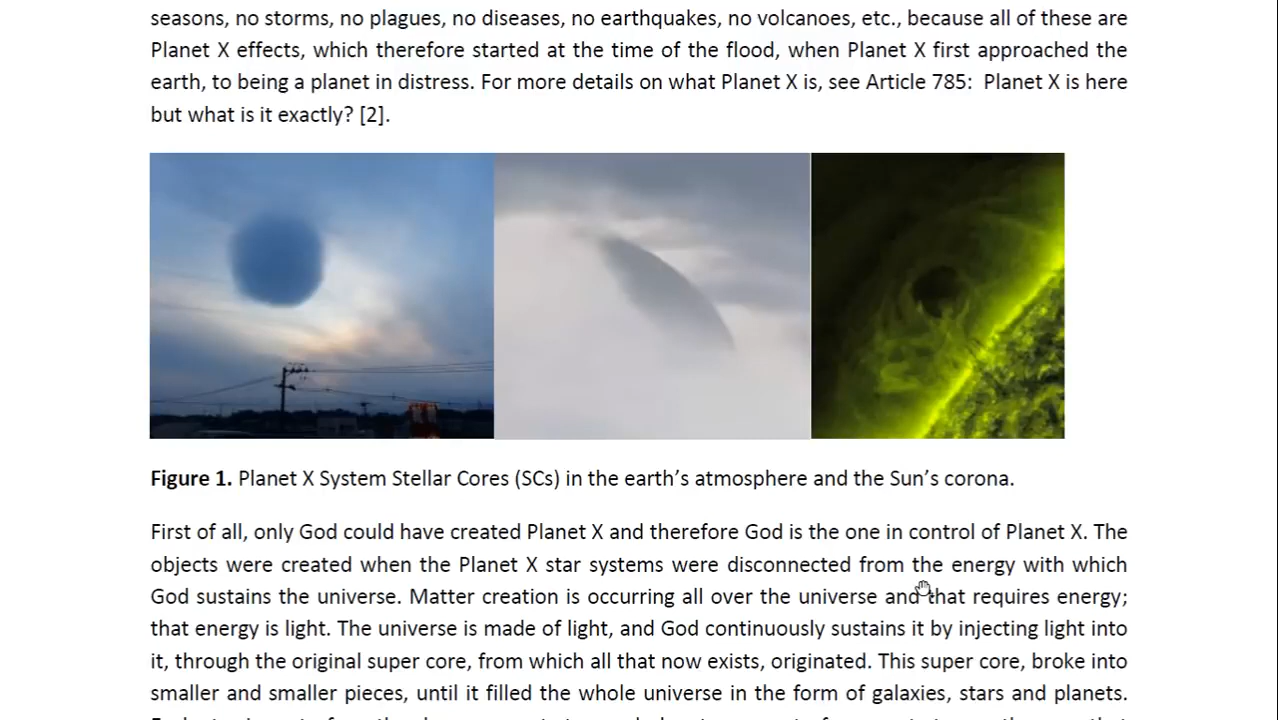 seasons, no storms, no plagues, no diseases, no earthquakes, no volcanoes, etc., because all of these are
Planet X effects, which therefore started at the time of the flood, when Planet X first approached the
earth, to being a planet in distress. For more details on what Planet X is, see Article 785: Planet X is here
but what is it exactly? [2].
Figure 1. Planet X System Stellar Cores (SCs) in the earth’s atmosphere and the Sun’s corona.
First of all, only God could have created Planet X and therefore God is the one in control of Planet X. The
objects were created when the Planet X star systems were disconnected from the energy with which
God sustains the universe. Matter creation is occurring all over the universe and that requires energy;
that energy is light. The universe is made of light, and God continuously sustains it by injecting light into
it, through the original super core, from which all that now exists, originated. This super core, broke into
smaller and smaller pieces, until it filled the whole universe in the form of galaxies, stars and planets.